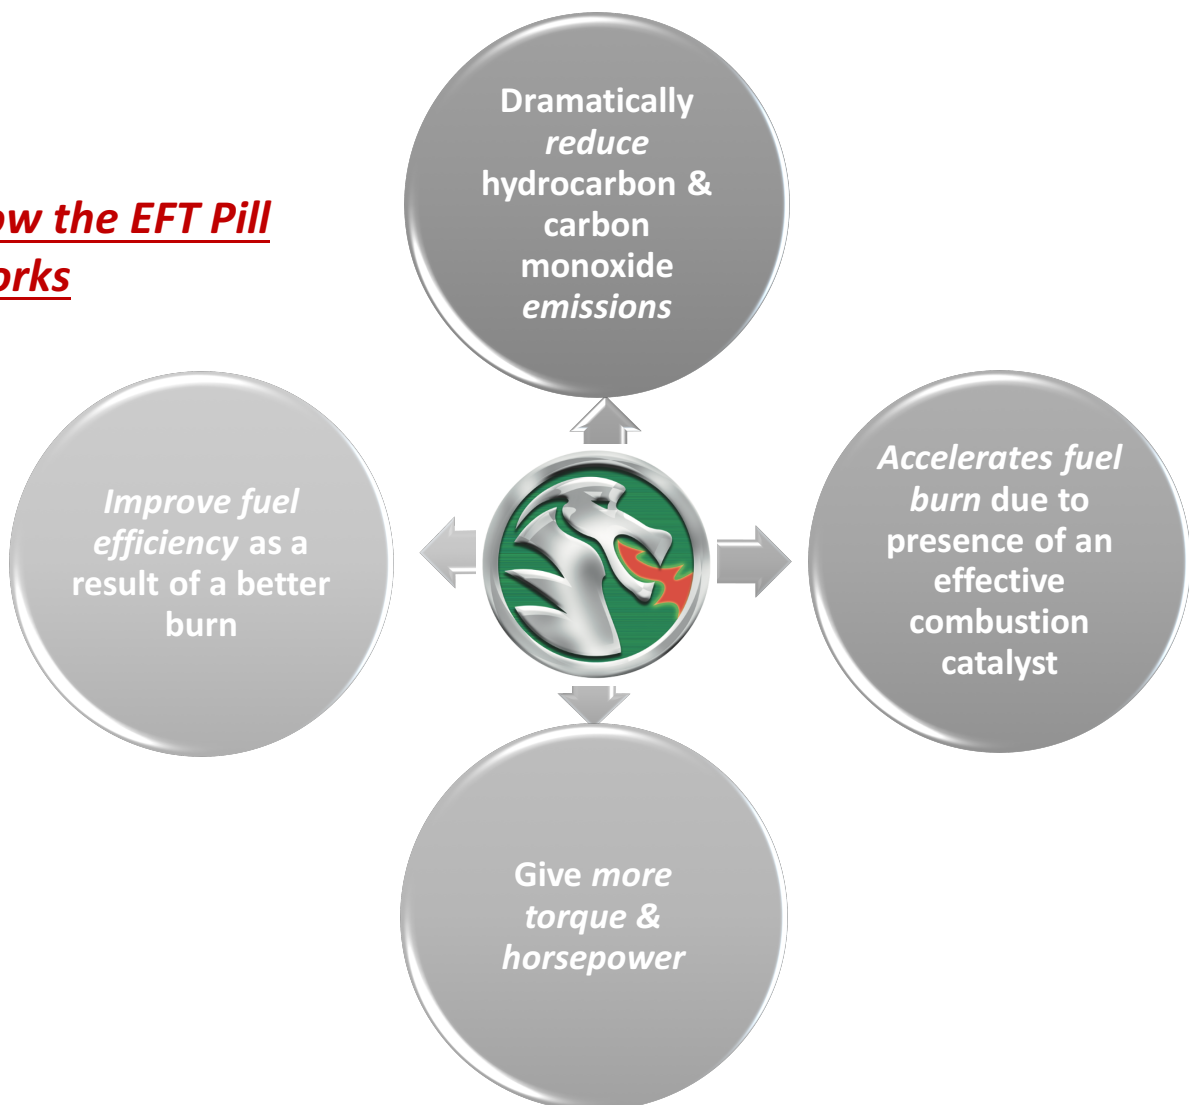 ow the EFT Pill
orks
Dramatically
reduce
hydrocarbon &
carbon
monoxide
emissions
Improve fuel
efficiency as a
result of a better
burn
Accelerates fuel
burn due to
presence of an
effective
combustion
catalyst
Give more
torque &
horsepower